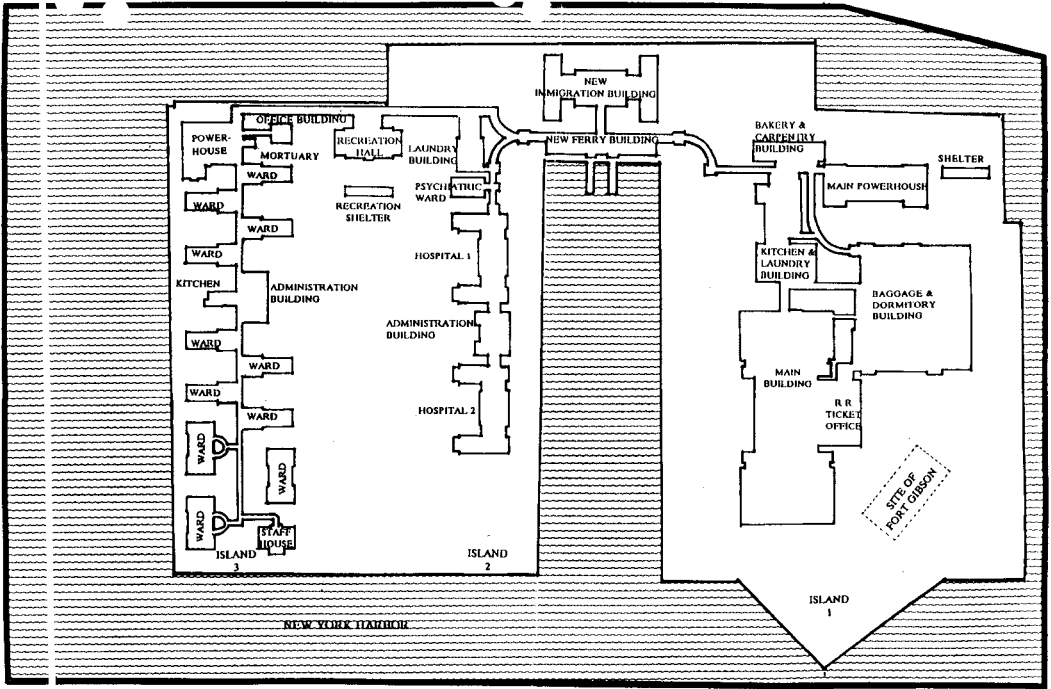 NEW
IMMIGRATION BUILDING
OFFICE BUILDING
POWER-
HOUSE
MORTUARY
RECREATION
HALL
LAUNDRY
BUILDING
NEW FERRY BUILDING
BAKERY &
CARPENTRY
BUILDING
SHELTER
MAIN POWERHOUSE
WARD
WARD
PSYCHIATRIC
WARD
RECREATION
SHELTER
WARD
WARD
HOSPITAL 1
KITCHEN &
LAUNDRY
BUILDING
KITCHEN
ADMINISTRATION
BUILDING
BAGGAGE &
DORMITORY
BUILDING
ADMINISTRATION
BUILDING
WARD
WARD
MAIN
BUILDING
WARD
WARD
HOSPITAL 2
R R
TICKET
OFFICE
WARD
WARD
WARD
SITE OF
FORT GIBSON
STAFF
HOUSE
ISLAND
3
ISLAND
2
ISLAND
1
NEW YORK HARBOR